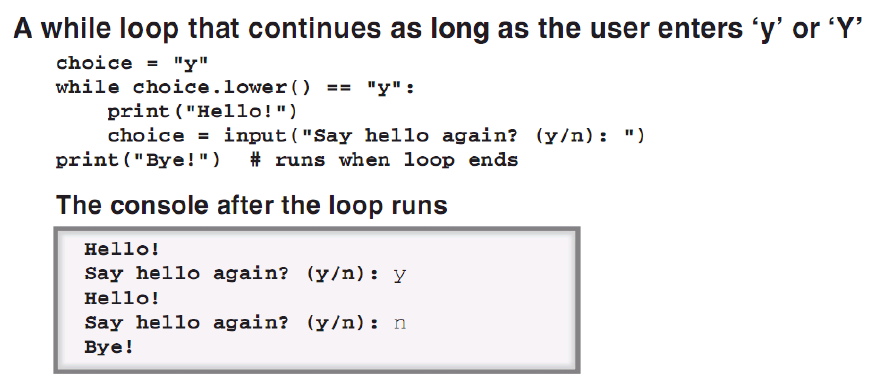 A while loop that continues as long as the user enters ‘y’ or ‘Y’
choice = "y"
while choice.lower() == "y":
    print("Hello!")
    choice = input("Say hello again? (y/n): ")
print("Bye!")  # runs when loop ends
The console after the loop runs
Hello!
Say hello again? (y/n): y
Hello!
Say hello again? (y/n): n
Bye!